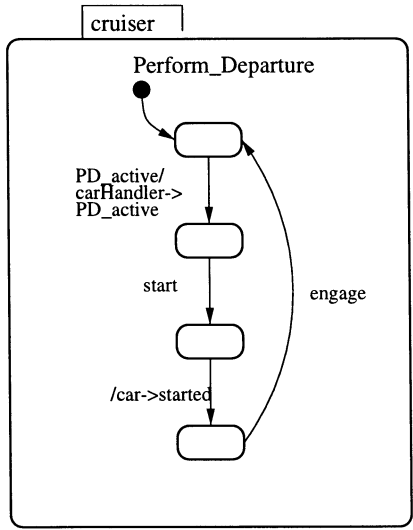 cruiser
Perform_Departure
PD_active/
carHandler->
PD_active
start
engage
/car->started